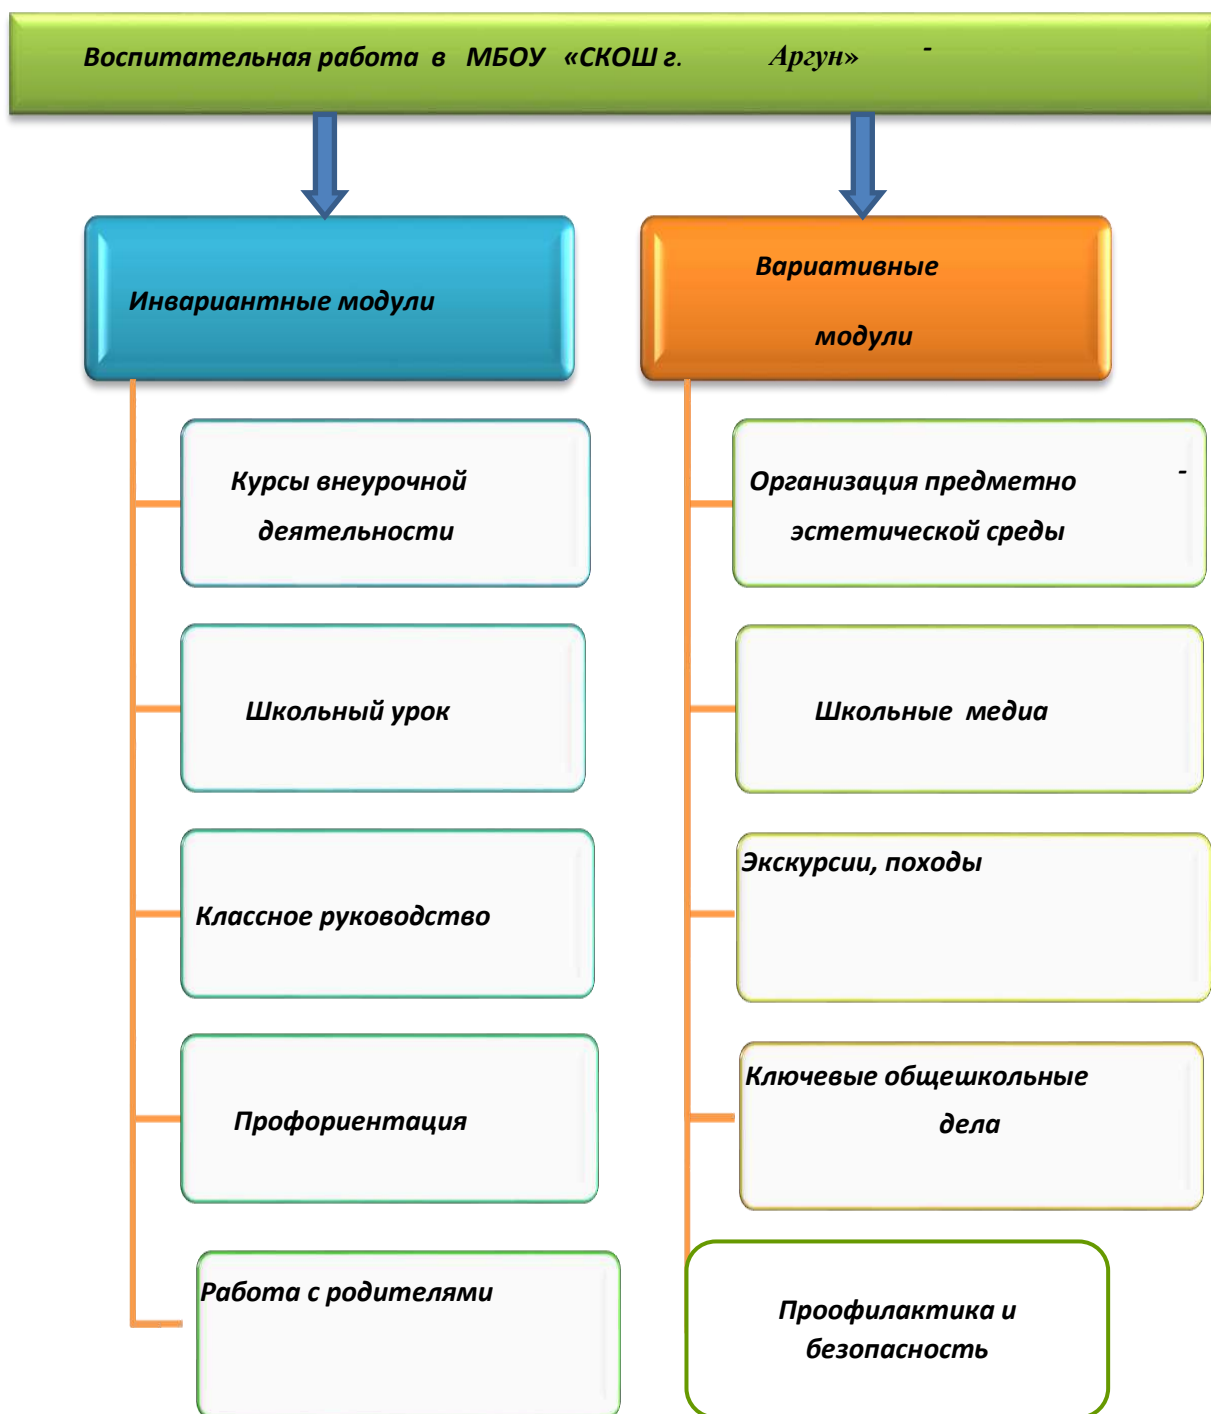 Воспитательная работа в МБОУ «СКОШ г. Аргун» -
Инвариантные модули
Курсы внеурочной
деятельности
Школьный урок
Классное руководство
Профориентация
Работа с родителями
Вариативные
модули
Организация предметно -
эстетической среды
Школьные медиа
Экскурсии, походы
Ключевые общешкольные
дела
Проофилактика и
безопасность